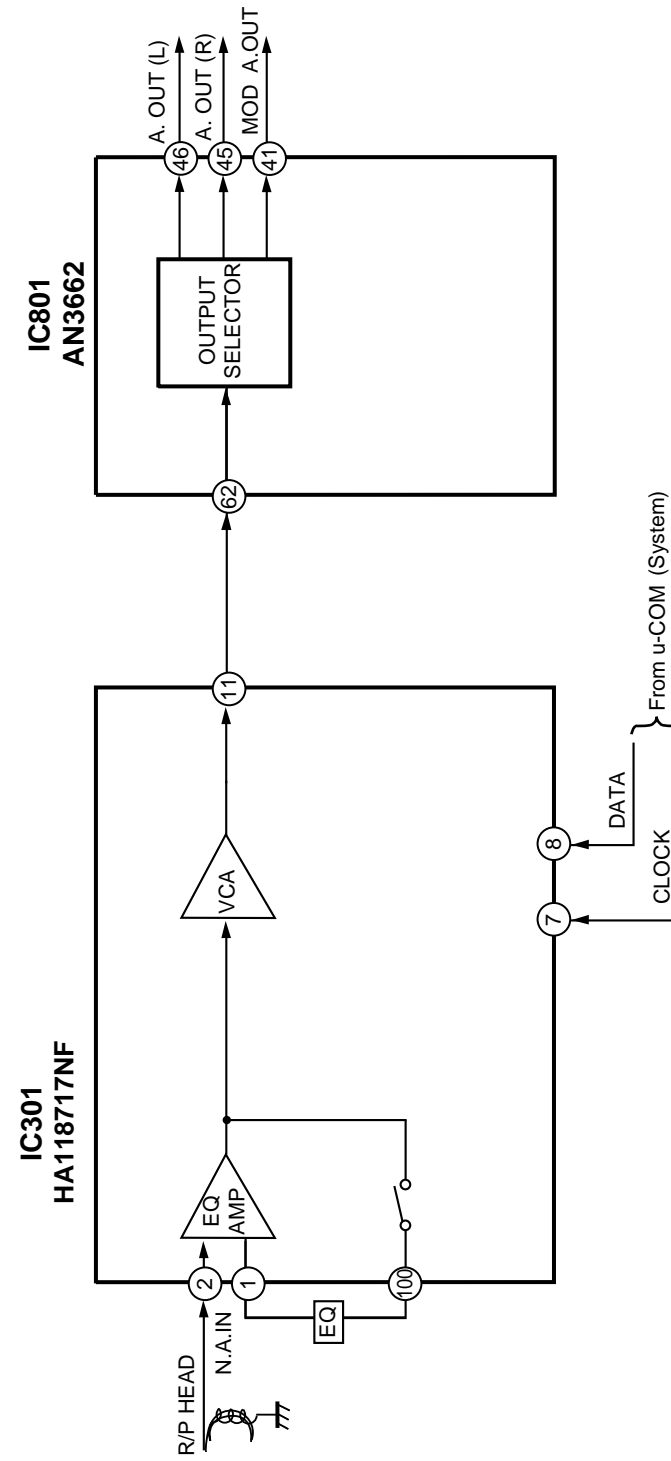 IC301
HA118717NF
IC801
AN3662
R/P HEAD
N.A.IN
2
1
100
EQ
EQ
AMP
VCA
11
7
8
CLOCK
DATA
From u-COM (System)
62
OUTPUT
SELECTOR
46
45
41
A. OUT (L)
A. OUT (R)
MOD A.OUT